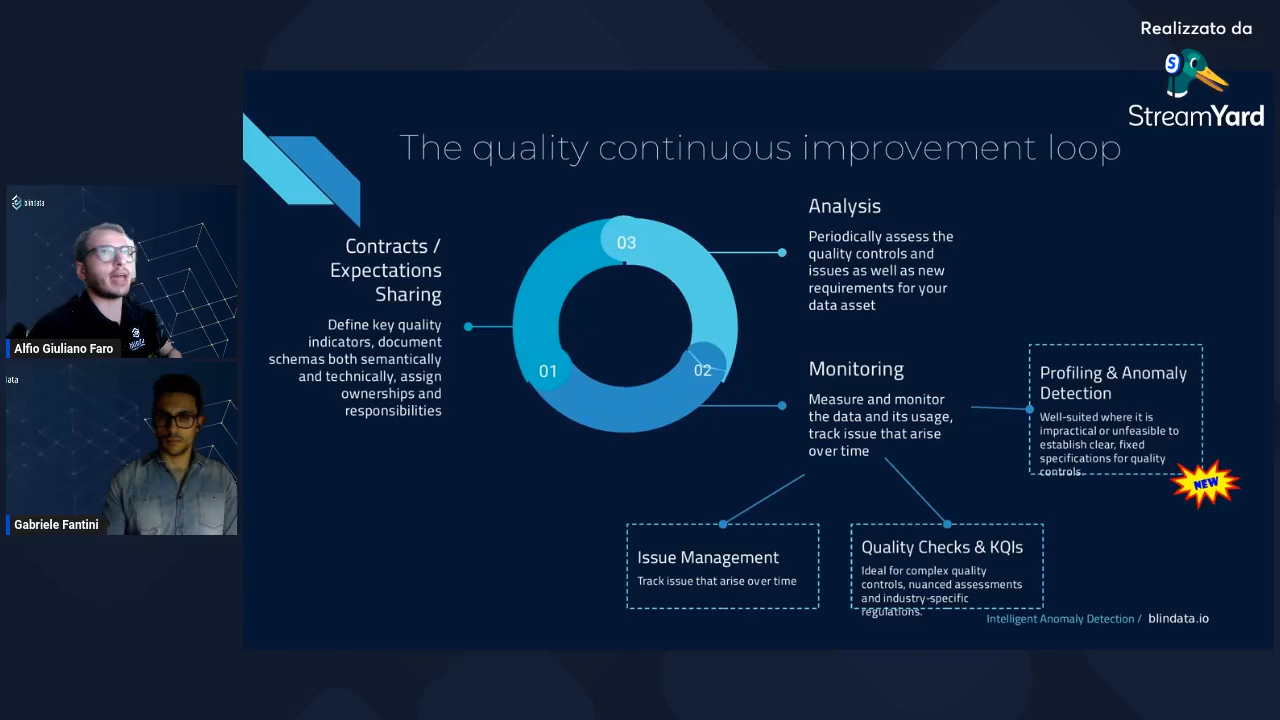 Realizzato da
StreamYard
The quality continuous improvement loop
Contracts /
Expectations
Sharing
Define key quality
indicators, document
schemas both semantically
and technically, assign
ownerships and
responsibilities
01
02
03
Analysis
Periodically assess the
quality controls and
issues as well as new
requirements for your
data asset
Monitoring
Measure and monitor
the data and its usage,
track issue that arise
over time
Profiling & Anomaly
Detection
Well-suited where it is
impractical or unfeasible to
establish clear, fixed
specifications for quality
controls.
NEW
Issue Management
Track issue that arise over time
Quality Checks & KQIs
Ideal for complex quality
controls, nuanced assessments
and industry-specific
regulations.
Intelligent Anomaly Detection / blindata.io
blindata
Alfio Giuliano Faro
data
Gabriele Fantini